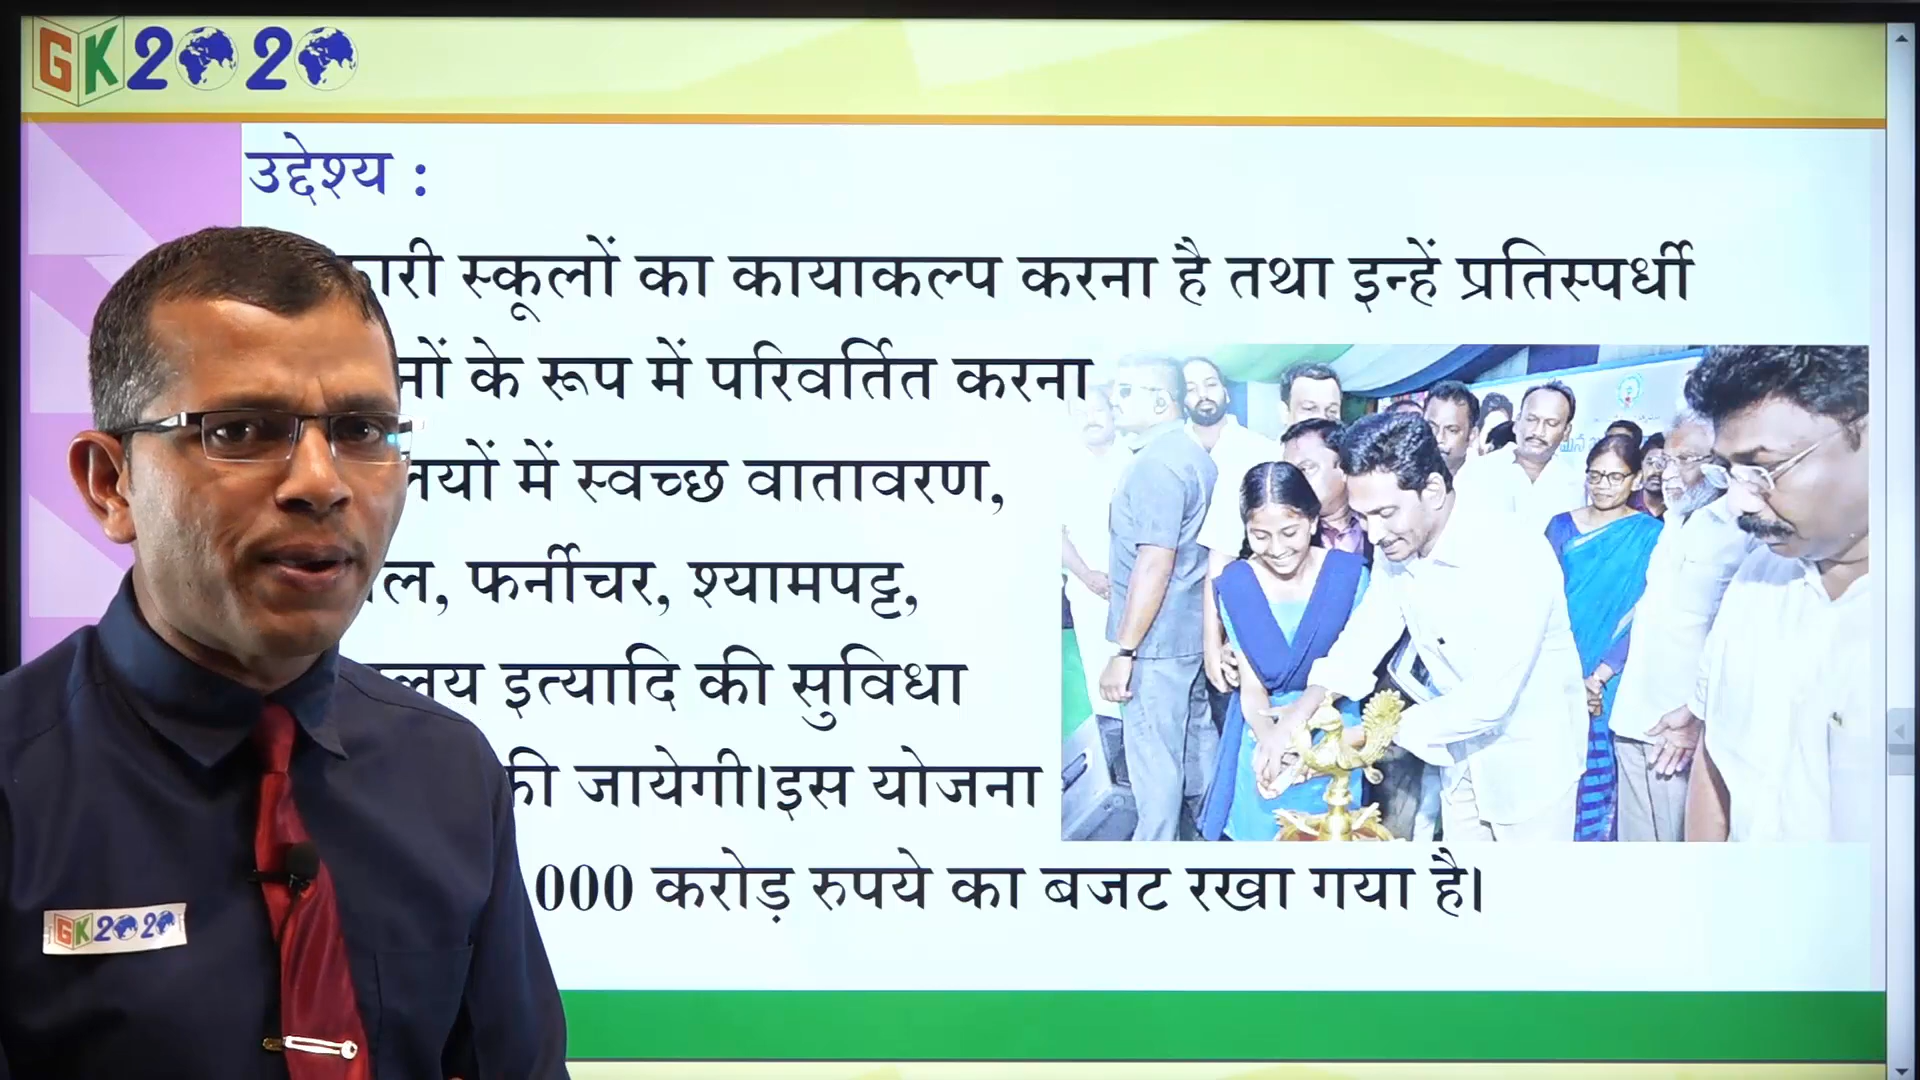 GK2020
उद्देश्य :
स्कूलों का कायाकल्प करना है तथा इन्हें प्रतिस्पर्धी
के रूप में परिवर्तित करना
में स्वच्छ वातावरण,
फर्नीचर, श्यामपट्ट,
इत्यादि की सुविधा
की जायेगी।इस योजना
000 करोड़ रुपये का बजट रखा गया है।
GK2020